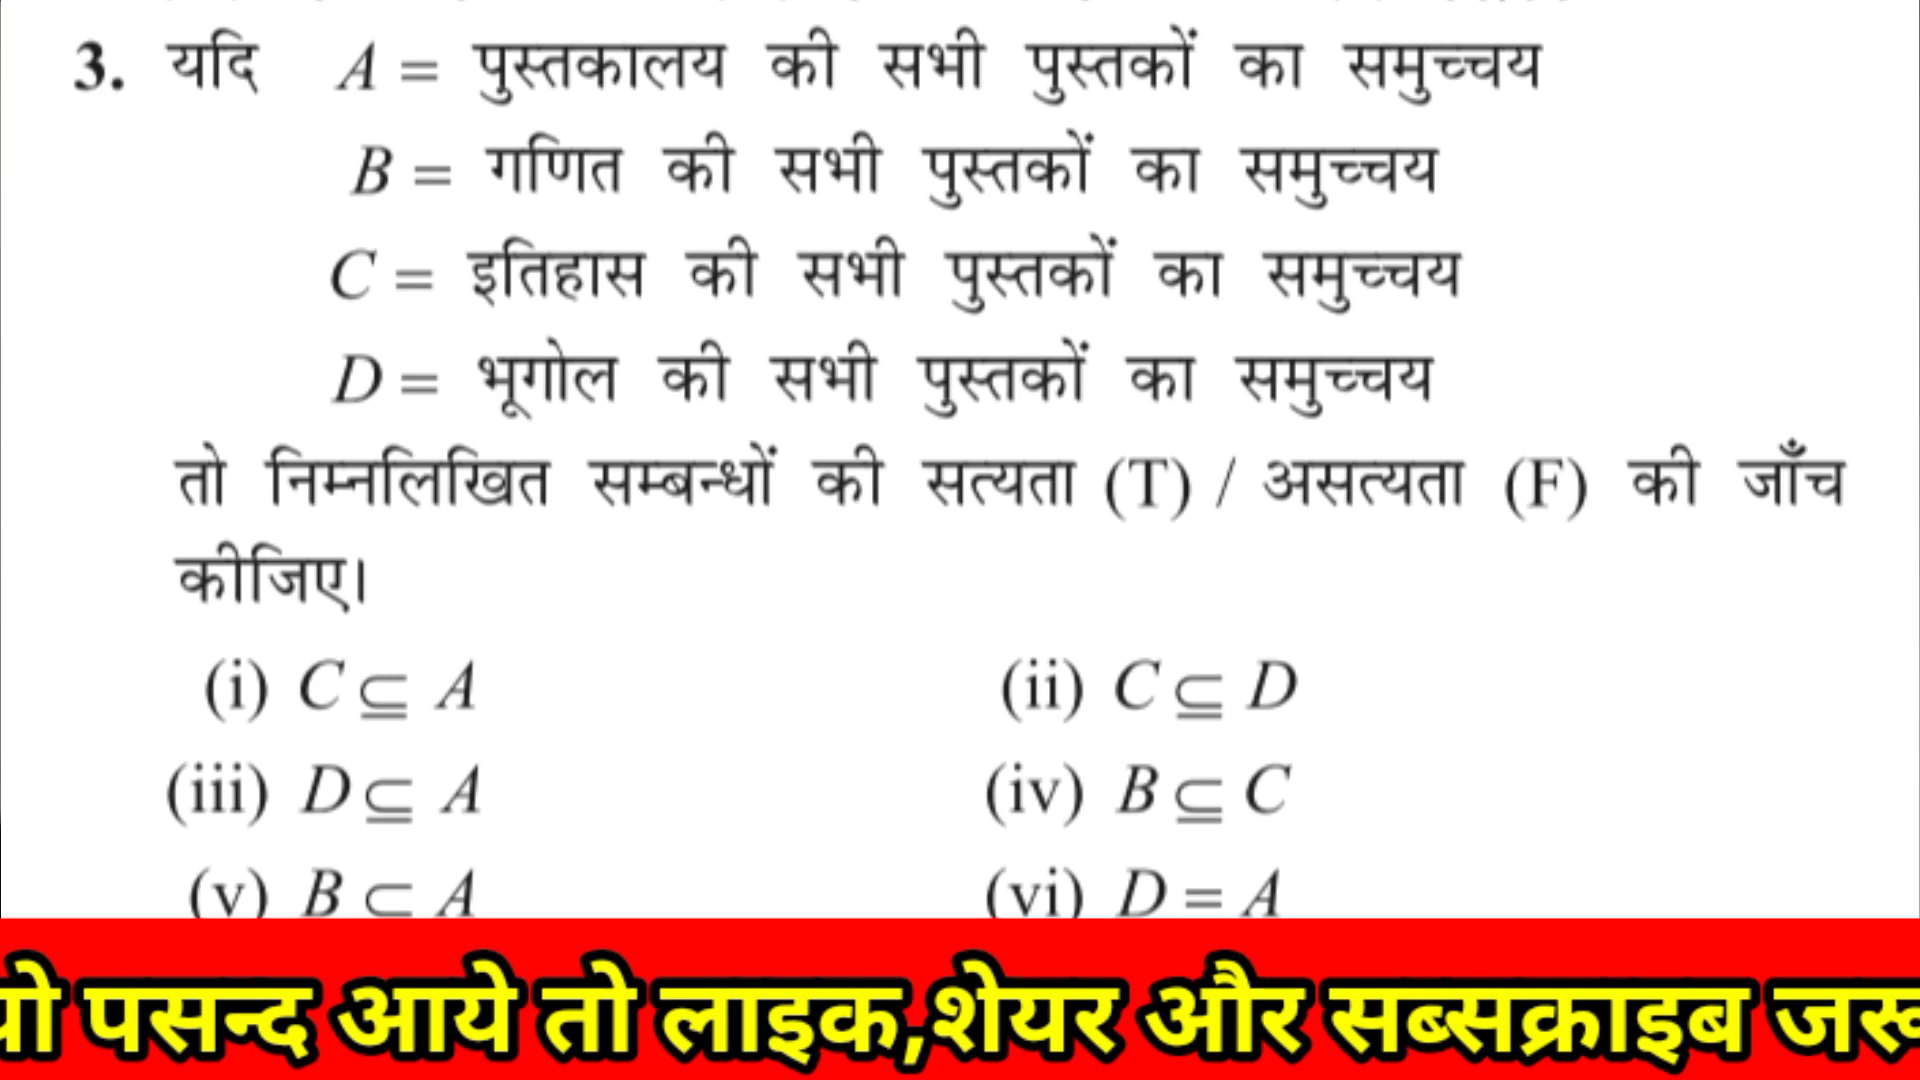 3. यदि A = पुस्तकालय की सभी पुस्तकों का समुच्चय
B = गणित की सभी पुस्तकों का समुच्चय
C = इतिहास की सभी पुस्तकों का समुच्चय
D = भूगोल की सभी पुस्तकों का समुच्चय
तो निम्नलिखित सम्बन्धों की सत्यता (T) / असत्यता (F) की जाँच
कीजिए।
(i) C ⊆ A (ii) C ⊆ D
(iii) D ⊆ A (iv) B ⊆ C
(v) B ⊂ A (vi) D = A
पसन्द आये तो लाइक,शेयर और सब्सक्राइब